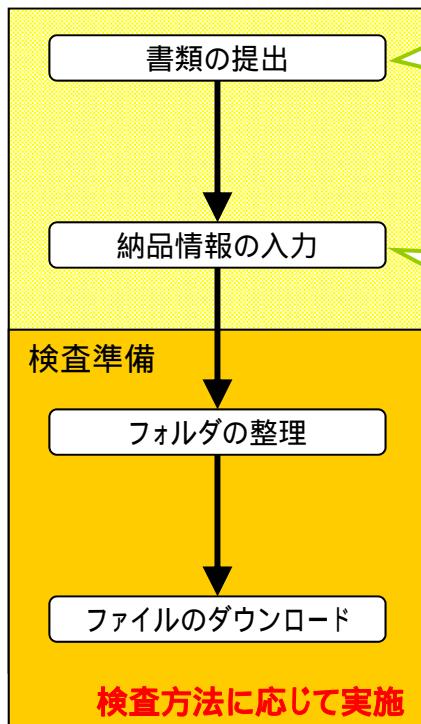 書類の提出
納品情報の入力
検査準備
フォルダの整理
ファイルのダウンロード
検査方法に応じて実施